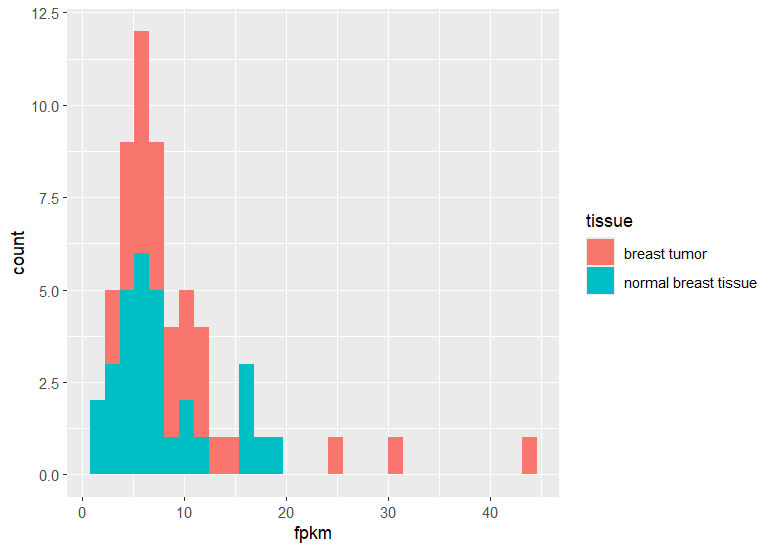 12.5
10.0
7.5
5.0
2.5
0.0
count
0 10 20 30 40
fpkm
tissue
breast tumor
normal breast tissue